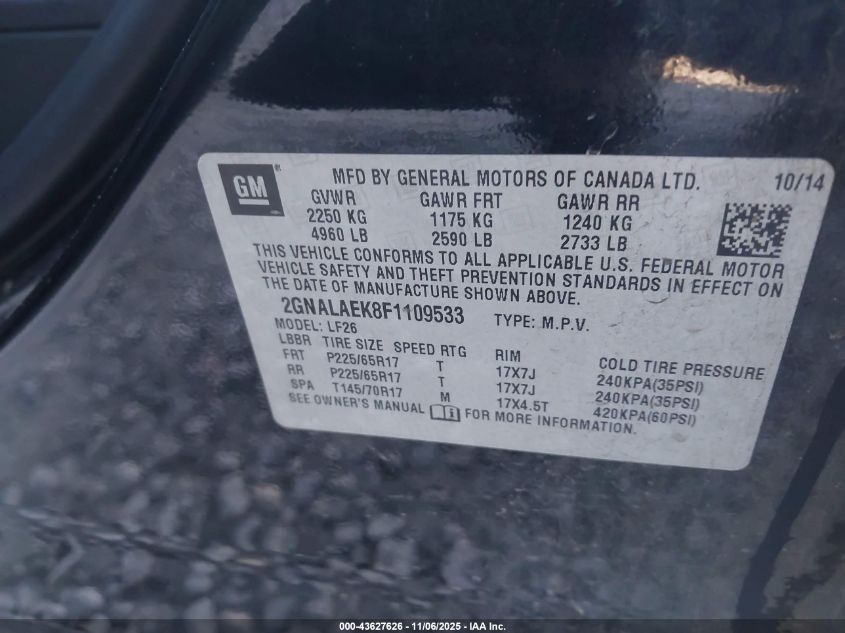 GM
MFD BY GENERAL MOTORS OF CANADA LTD. 10/14
GVWR GAWR FRT GAWR RR
2250 KG 1175 KG 1240 KG
4960 LB 2590 LB 2733 LB
THIS VEHICLE CONFORMS TO ALL APPLICABLE U.S. FEDERAL MOTOR
VEHICLE SAFETY AND THEFT PREVENTION STANDARDS IN EFFECT ON
THE DATE OF MANUFACTURE SHOWN ABOVE.
2GNALAEK8F1109533 TYPE: M.P.V.
MODEL: LF26
LBBR TIRE SIZE SPEED RTG RIM COLD TIRE PRESSURE
FRT P225/65R17 T 17X7J 240KPA(35PSI)
RR P225/65R17 T 17X7J 240KPA(35PSI)
SPA T145/70R17 M 17X4.5T 420KPA(60PSI)
SEE OWNER'S MANUAL FOR MORE INFORMATION.
000-43627626 - 11/06/2025 - IAA Inc.